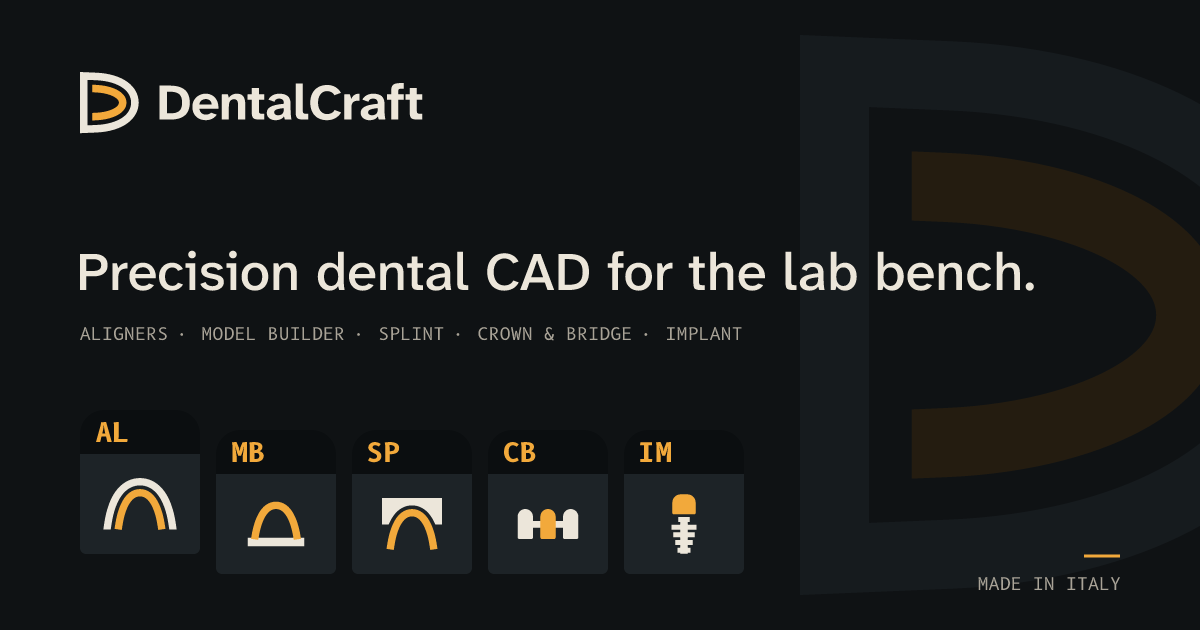 DentalCraft
Precision dental CAD for the lab bench.
ALIGNERS · MODEL BUILDER · SPLINT · CROWN & BRIDGE · IMPLANT
AL
MB
SP
CB
IM
MADE IN ITALY